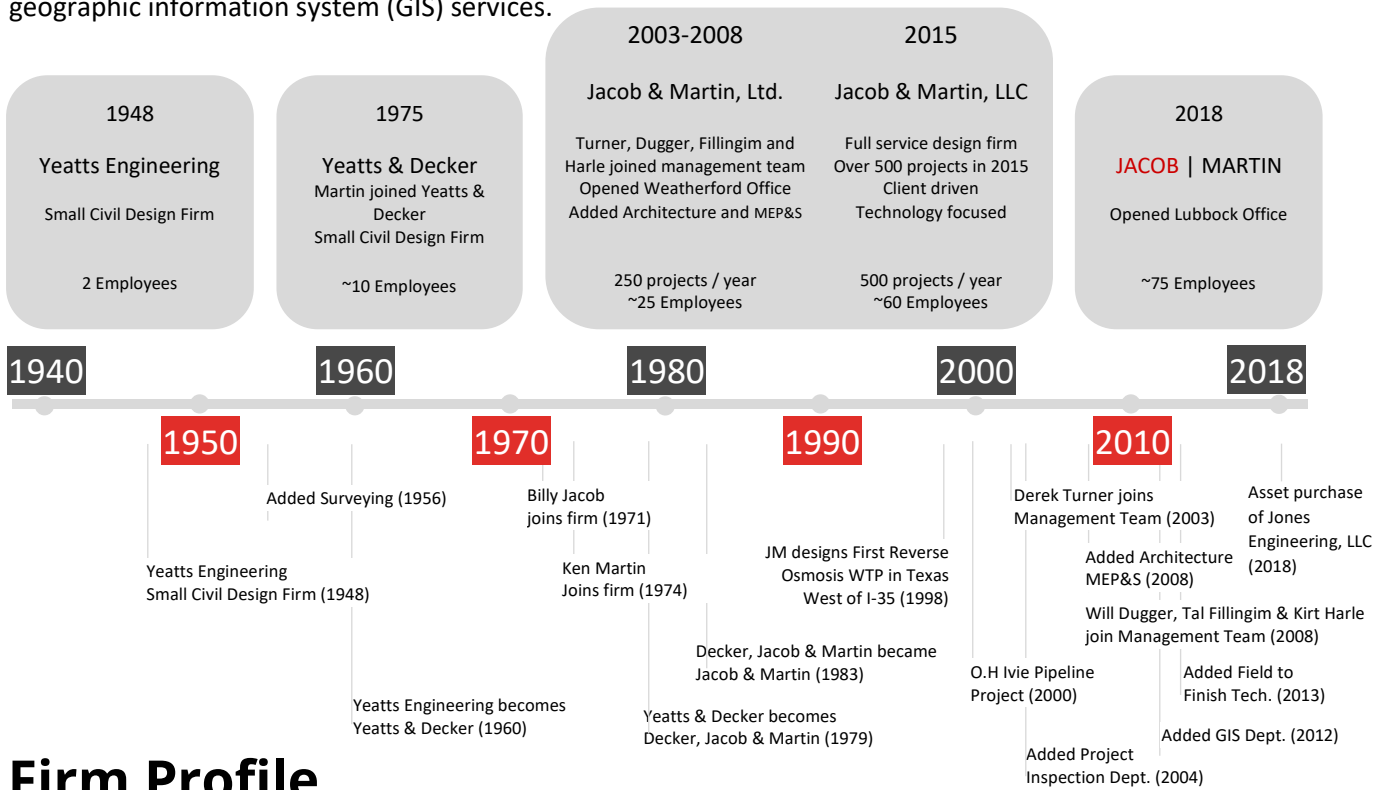 geographic information system (GIS) services.
1948
Yeatts Engineering
Small Civil Design Firm
2 Employees
1975
Yeatts & Decker
Martin joined Yeatts &
Decker
Small Civil Design Firm
~10 Employees
2003-2008
Jacob & Martin, Ltd.
Turner, Dugger, Fillingim and
Harle joined management team
Opened Weatherford Office
Added Architecture and MEP&S
250 projects / year
~25 Employees
2015
Jacob & Martin, LLC
Full service design firm
Over 500 projects in 2015
Client driven
Technology focused
500 projects / year
~60 Employees
2018
JACOB | MARTIN
Opened Lubbock Office
~75 Employees
1940
1960
1980
2000
2018
1950
1970
1990
2010
Added Surveying (1956)
Yeatts Engineering
Small Civil Design Firm (1948)
Yeatts Engineering becomes
Yeatts & Decker (1960)
Billy Jacob
joins firm (1971)
Ken Martin
Joins firm (1974)
JM designs First Reverse
Osmosis WTP in Texas
West of I-35 (1998)
Decker, Jacob & Martin became
Jacob & Martin (1983)
Yeatts & Decker becomes
Decker, Jacob & Martin (1979)
Derek Turner joins
Management Team (2003)
Added Architecture
MEP&S (2008)
Will Dugger, Tal Fillingim & Kirt Harle
join Management Team (2008)
O.H Ivie Pipeline
Project (2000)
Added Field to
Finish Tech. (2013)
Added GIS Dept. (2012)
Added Project
Inspection Dept. (2004)
Asset purchase
of Jones
Engineering, LLC
(2018)
Firm Profile